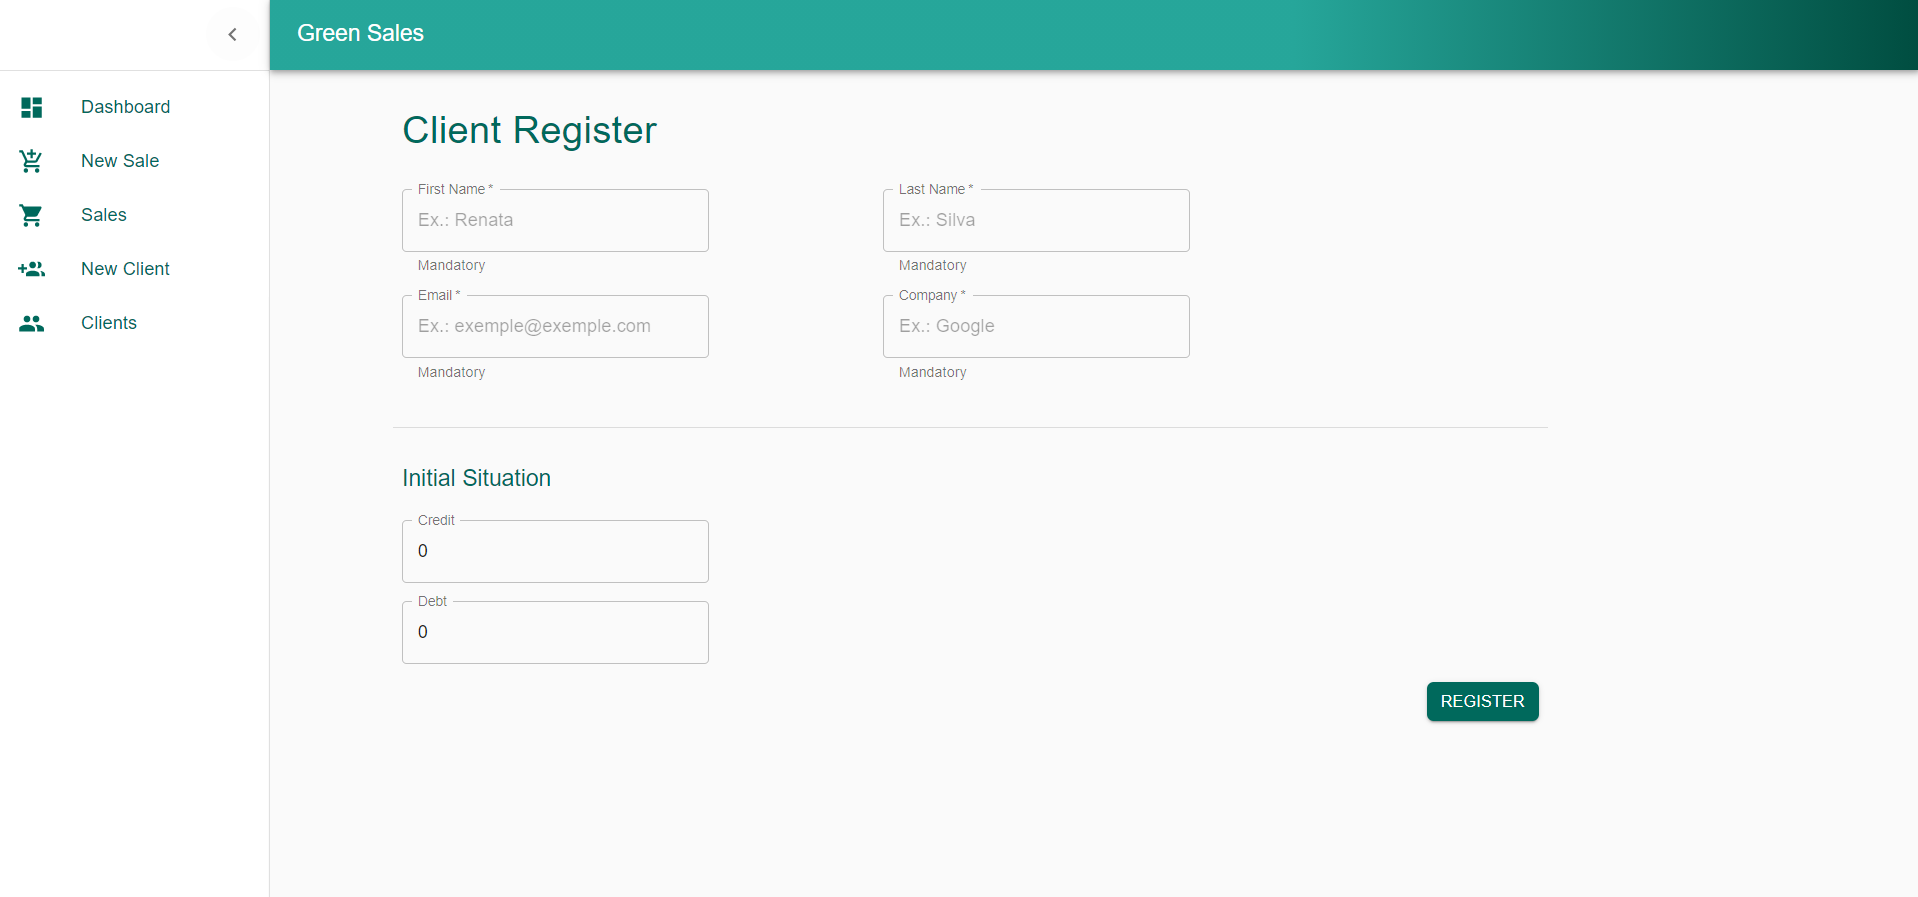 Green Sales
Dashboard
New Sale
Sales
New Client
Clients
Client Register
First Name *
Ex.: Renata
Mandatory
Last Name *
Ex.: Silva
Mandatory
Email *
Ex.: exemple@exemple.com
Mandatory
Company *
Ex.: Google
Mandatory
Initial Situation
Credit
0
Debt
0
REGISTER